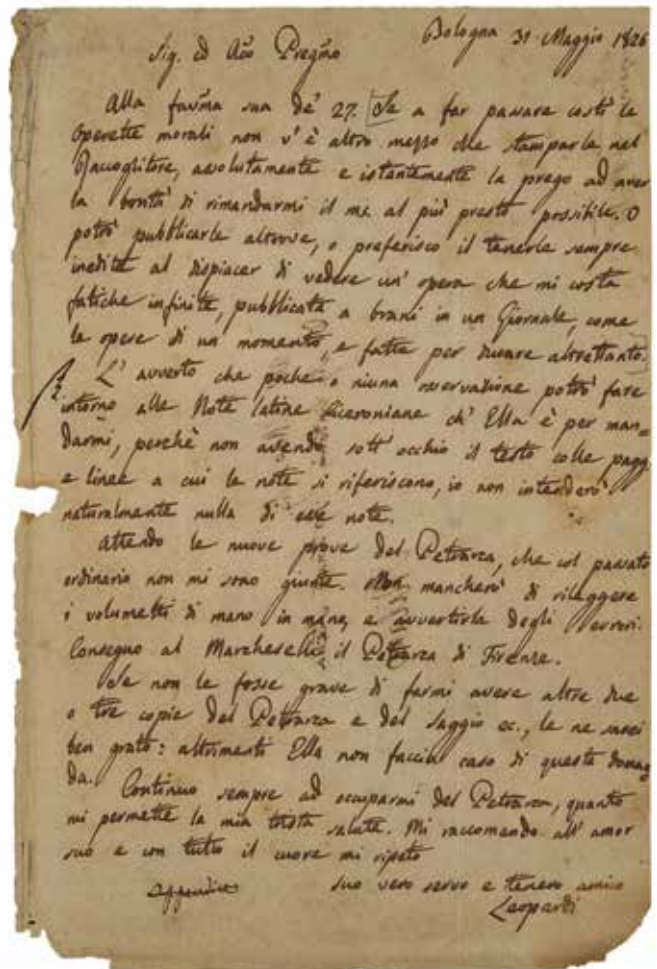 Bologna 31 Maggio 1826
Sig. ed Aco Pregmo
Alla favma sua de' 27. Se a far passare costì le
Operette morali non v'è altro mezzo che stamparle nel
Raccoglitore, assolutamente e istantemente la prego ad aver
la bontà di rimandarmi il ms. al più presto possibile. O
potrò pubblicarle altrove, o preferisco il tenerle sempre
inedite al dispiacer di vedere un'opera che mi costa
fatiche infinite, pubblicata a brani in un Giornale, come
le opere di un momento, e fatte per durare altrettanto.
L'avverto che poche o niuna osservazione potrò fare
intorno alle Note latine Ciceroniane ch'Ella è per man=
darmi, perchè non avendo sott'occhio il testo colle pagg.
e linee a cui le note si riferiscono, io non intenderò
naturalmente nulla di esse note.
Attendo le nuove prove del Petrarca, che col passato
ordinario non mi sono giunte. Non mancherò di rileggere
i volumetti di mano in mano, e avvertirla degli errori.
Consegno al Marcheselli il Petrarca di Firenze.
Se non le fosse grave di farmi avere altre due
o tre copie del Petrarca e del Saggio ec., le ne sarei
ben grato: altrimenti Ella non faccia caso di questa doman=
da. Continuo sempre ad occuparmi del Petrarca, quanto
mi permette la mia trista salute. Mi raccomando all'amor
suo e con tutto il cuore mi ripeto
suo vero servo e tenero amico
Leopardi